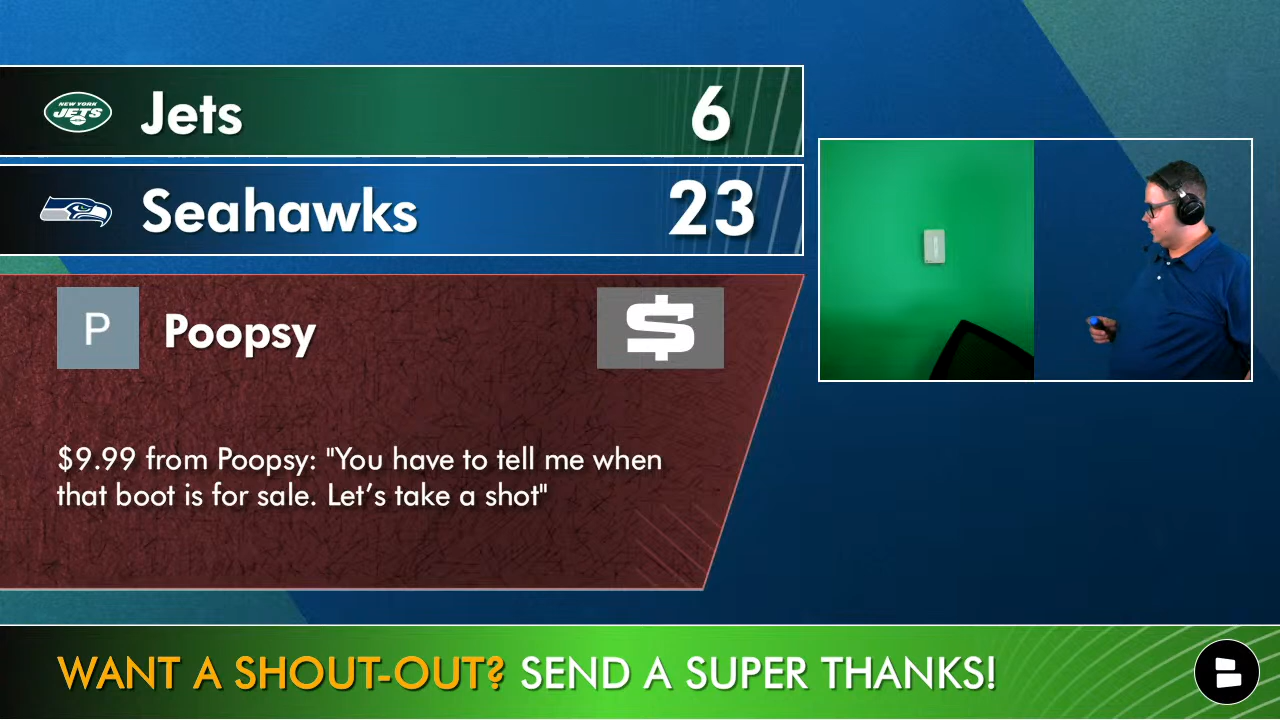 NEW YORK
JETS
Jets
6
Seahawks
23
P
Poopsy
$
$9.99 from Poopsy: "You have to tell me when
that boot is for sale. Let’s take a shot"
WANT A SHOUT-OUT? SEND A SUPER THANKS!